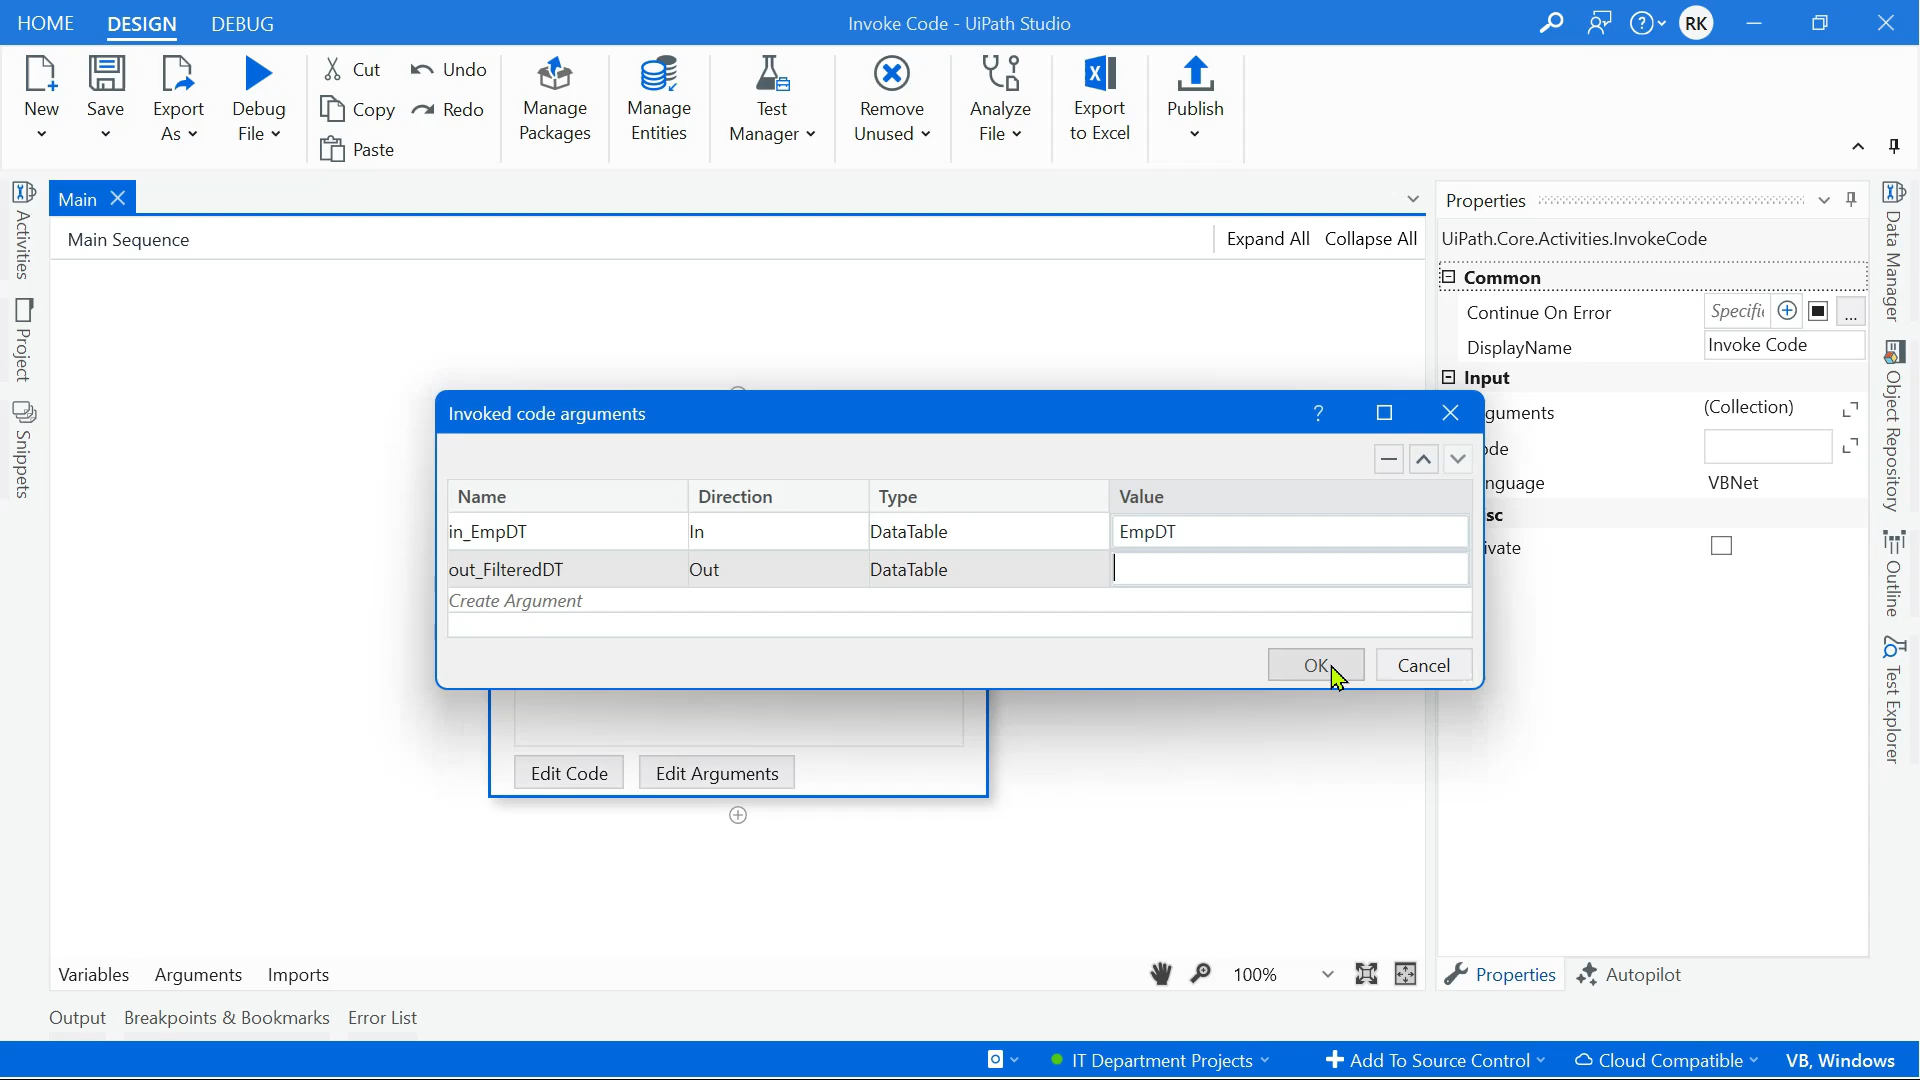 HOME DESIGN DEBUG
Invoke Code - UiPath Studio
RK
New
Save
Export As
Debug File
Cut
Copy
Paste
Undo
Redo
Manage Packages
Manage Entities
Test Manager
Remove Unused
Analyze File
Export to Excel
Publish
Activities
Project
Snippets
Main
Main Sequence
Expand All Collapse All
Invoked code arguments
Name Direction Type Value
in_EmpDT In DataTable EmpDT
out_FilteredDT Out DataTable
Create Argument
OK Cancel
Edit Code Edit Arguments
Variables Arguments Imports
100%
Properties
UiPath.Core.Activities.InvokeCode
Common
Continue On Error Specifi ...
DisplayName Invoke Code
Input
guments (Collection)
de
nguage VBNet
sc
ivate
Properties Autopilot
Data Manager
Object Repository
Outline
Test Explorer
Output Breakpoints & Bookmarks Error List
IT Department Projects Add To Source Control Cloud Compatible VB, Windows